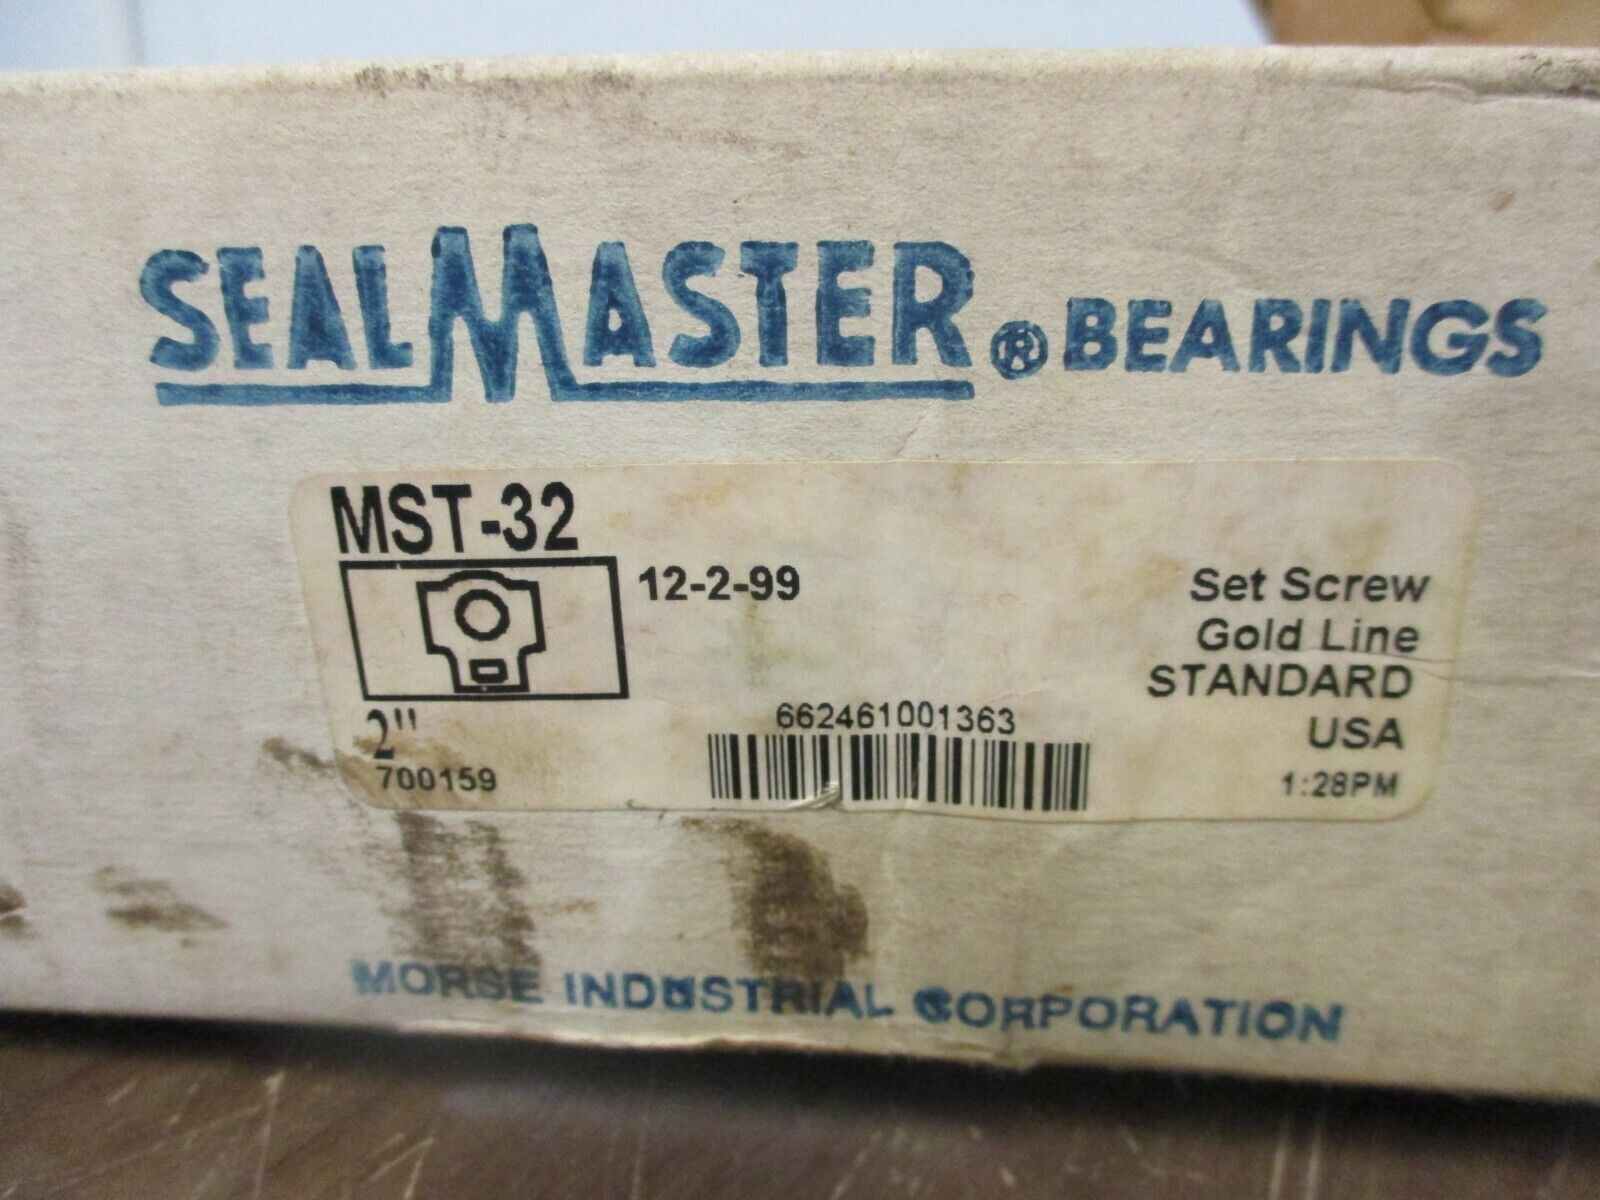 SEALMASTER ® BEARINGS
MST-32
12-2-99
Set Screw
Gold Line
STANDARD
USA
1:28PM
2"
700159
662461001363
MORSE INDUSTRIAL CORPORATION